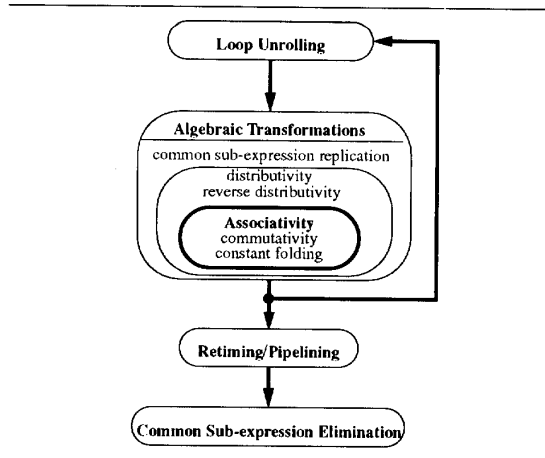 Loop Unrolling
Algebraic Transformations
common sub-expression replication
distributivity
reverse distributivity
Associativity
commutativity
constant folding
Retiming/Pipelining
Common Sub-expression Elimination